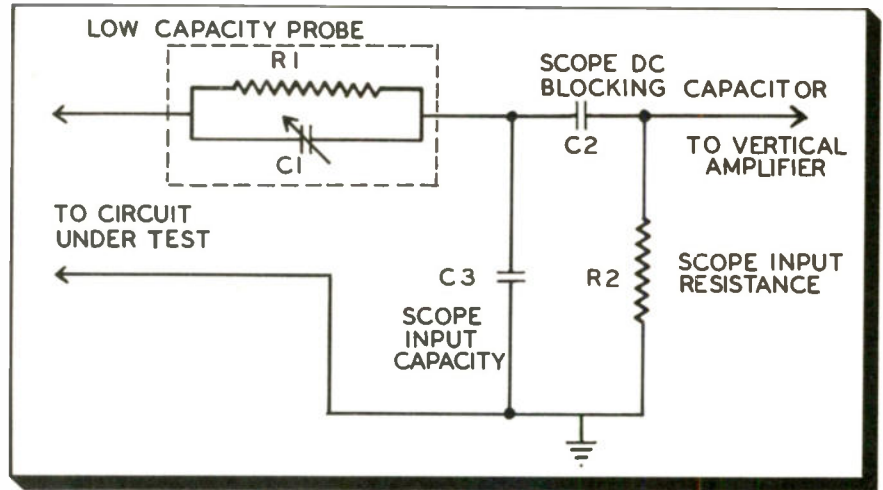 LOW CAPACITY PROBE
R1
C1
SCOPE DC
BLOCKING CAPACITOR
C2
TO VERTICAL
AMPLIFIER
TO CIRCUIT
UNDER TEST
C3
SCOPE
INPUT
CAPACITY
R2
SCOPE INPUT
RESISTANCE